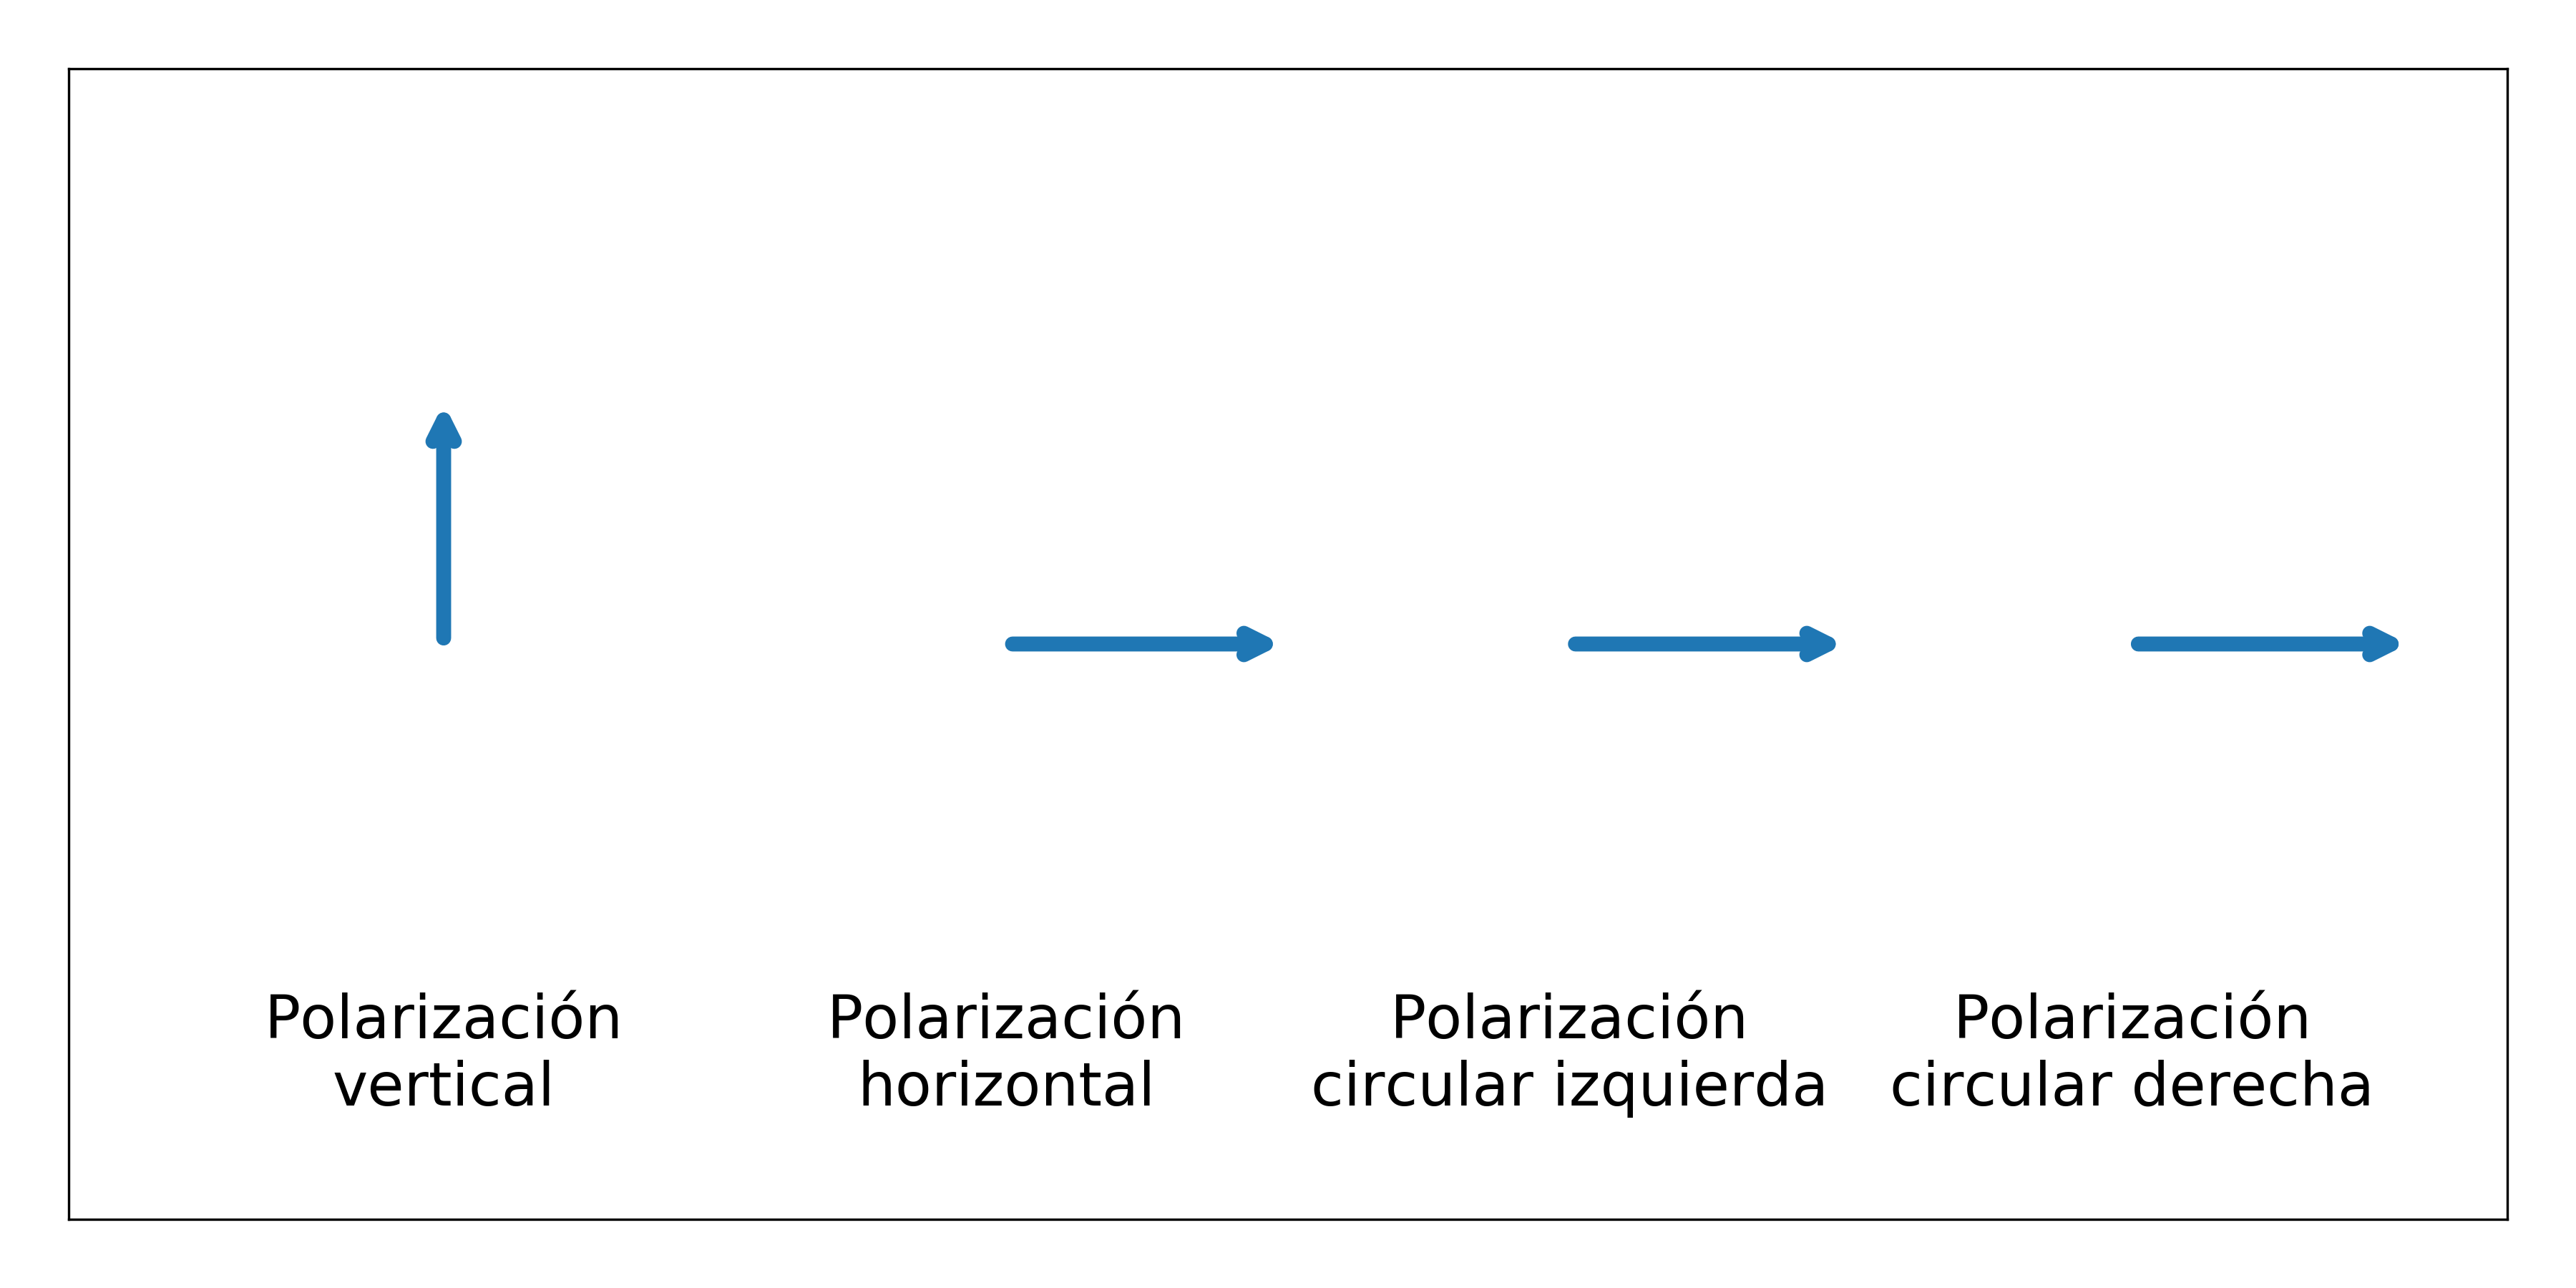 Polarización
vertical
Polarización
horizontal
Polarización
circular izquierda
Polarización
circular derecha